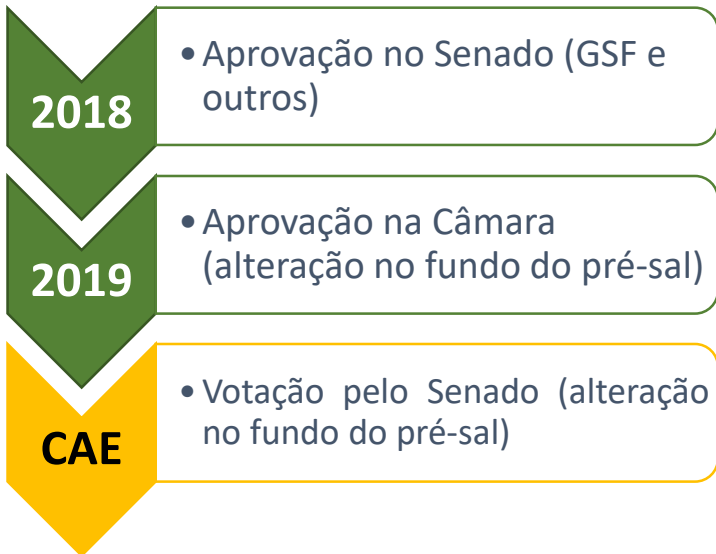 2018
• Aprovação no Senado (GSF e
outros)
2019
• Aprovação na Câmara
(alteração no fundo do pré-sal)
CAE
• Votação pelo Senado (alteração
no fundo do pré-sal)